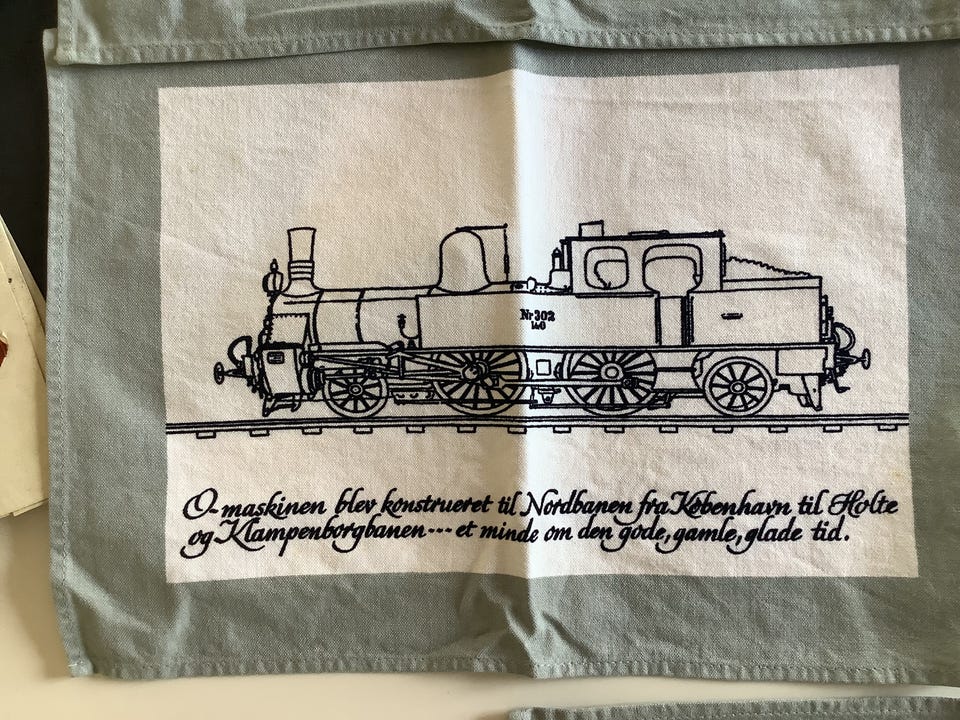 Nr 302
140
O-maskinen blev konstrueret til Nordbanen fra København til Holte
og Klampenborgbanen --- et minde om den gode, gamle, glade tid.